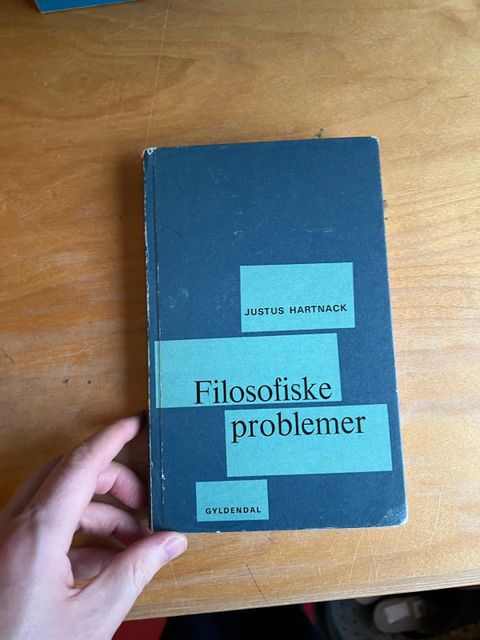 JUSTUS HARTNACK
Filosofiske
problemer
GYLDENDAL